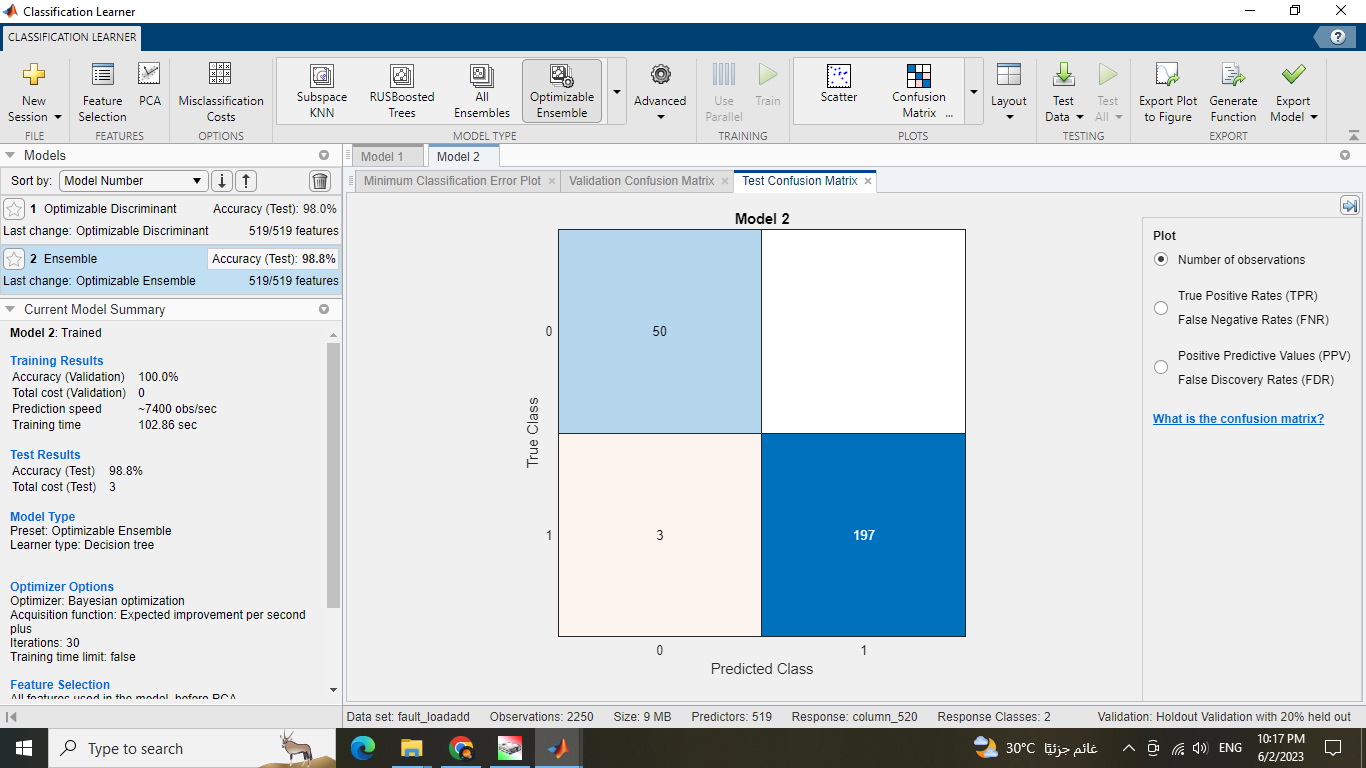 Classification Learner
CLASSIFICATION LEARNER
?
New
Session
Feature
Selection
PCA
Misclassification
Costs
Subspace
KNN
RUSBoosted
Trees
All
Ensembles
Optimizable
Ensemble
Advanced
Use
Parallel
Train
Scatter
Confusion
Matrix ...
Layout
Test
Data
Test
All
Export Plot
to Figure
Generate
Function
Export
Model
FILE
FEATURES
OPTIONS
MODEL TYPE
TRAINING
PLOTS
TESTING
EXPORT
Models
Sort by: Model Number
1 Optimizable Discriminant Accuracy (Test): 98.0%
Last change: Optimizable Discriminant 519/519 features
2 Ensemble Accuracy (Test): 98.8%
Last change: Optimizable Ensemble 519/519 features
Current Model Summary
Model 2: Trained
Training Results
Accuracy (Validation) 100.0%
Total cost (Validation) 0
Prediction speed ~7400 obs/sec
Training time 102.86 sec
Test Results
Accuracy (Test) 98.8%
Total cost (Test) 3
Model Type
Preset: Optimizable Ensemble
Learner type: Decision tree
Optimizer Options
Optimizer: Bayesian optimization
Acquisition function: Expected improvement per second
plus
Iterations: 30
Training time limit: false
Feature Selection
All features used in the model, before PCA
Model 1
Model 2
Minimum Classification Error Plot
Validation Confusion Matrix
Test Confusion Matrix
Model 2
True Class
0
50
1
3
197
0
1
Predicted Class
Plot
Number of observations
True Positive Rates (TPR)
False Negative Rates (FNR)
Positive Predictive Values (PPV)
False Discovery Rates (FDR)
What is the confusion matrix?
Data set: fault_loadadd Observations: 2250 Size: 9 MB Predictors: 519 Response: column_520 Response Classes: 2 Validation: Holdout Validation with 20% held out
Type to search
30°C غائم جزئيًا
ENG
10:17 PM
6/2/2023